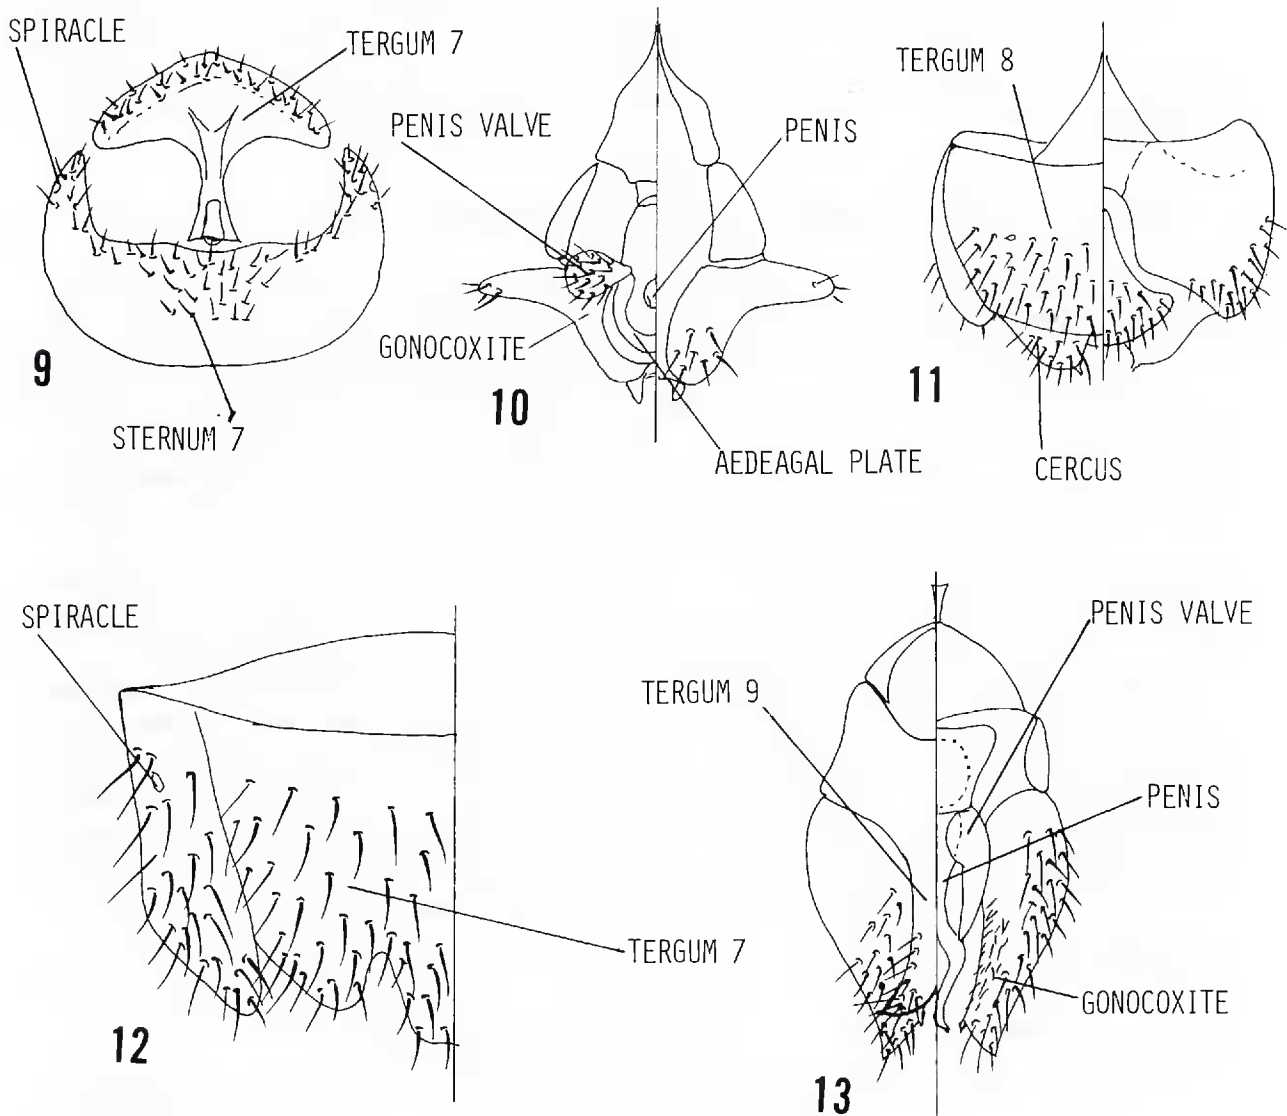 SPIRACLE
TERGUM 7
STERNUM 7
9
PENIS VALVE
PENIS
GONOCOXITE
AEDEAGAL PLATE
10
TERGUM 8
CERCUS
11
SPIRACLE
TERGUM 7
12
TERGUM 9
PENIS VALVE
PENIS
GONOCOXITE
13